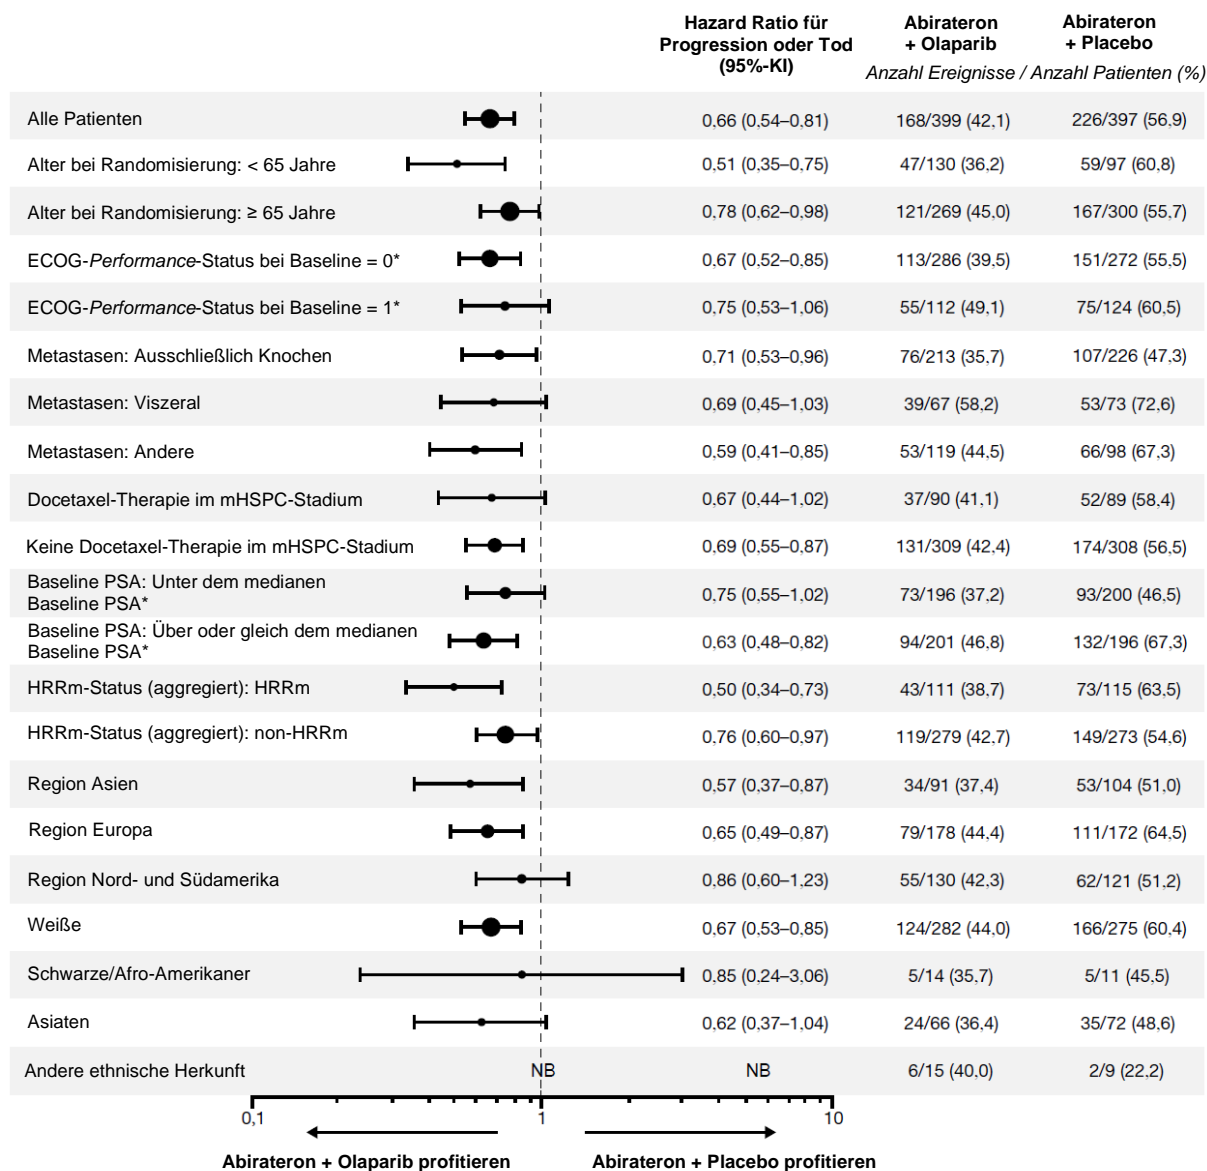 Hazard Ratio für Progression oder Tod (95%-KI) Abirateron + Olaparib Abirateron + Placebo
Anzahl Ereignisse / Anzahl Patienten (%)
Alle Patienten 0,66 (0,54–0,81) 168/399 (42,1) 226/397 (56,9)
Alter bei Randomisierung: < 65 Jahre 0,51 (0,35–0,75) 47/130 (36,2) 59/97 (60,8)
Alter bei Randomisierung: ≥ 65 Jahre 0,78 (0,62–0,98) 121/269 (45,0) 167/300 (55,7)
ECOG-Performance-Status bei Baseline = 0* 0,67 (0,52–0,85) 113/286 (39,5) 151/272 (55,5)
ECOG-Performance-Status bei Baseline = 1* 0,75 (0,53–1,06) 55/112 (49,1) 75/124 (60,5)
Metastasen: Ausschließlich Knochen 0,71 (0,53–0,96) 76/213 (35,7) 107/226 (47,3)
Metastasen: Viszeral 0,69 (0,45–1,03) 39/67 (58,2) 53/73 (72,6)
Metastasen: Andere 0,59 (0,41–0,85) 53/119 (44,5) 66/98 (67,3)
Docetaxel-Therapie im mHSPC-Stadium 0,67 (0,44–1,02) 37/90 (41,1) 52/89 (58,4)
Keine Docetaxel-Therapie im mHSPC-Stadium 0,69 (0,55–0,87) 131/309 (42,4) 174/308 (56,5)
Baseline PSA: Unter dem medianen
Baseline PSA* 0,75 (0,55–1,02) 73/196 (37,2) 93/200 (46,5)
Baseline PSA: Über oder gleich dem medianen
Baseline PSA* 0,63 (0,48–0,82) 94/201 (46,8) 132/196 (67,3)
HRRm-Status (aggregiert): HRRm 0,50 (0,34–0,73) 43/111 (38,7) 73/115 (63,5)
HRRm-Status (aggregiert): non-HRRm 0,76 (0,60–0,97) 119/279 (42,7) 149/273 (54,6)
Region Asien 0,57 (0,37–0,87) 34/91 (37,4) 53/104 (51,0)
Region Europa 0,65 (0,49–0,87) 79/178 (44,4) 111/172 (64,5)
Region Nord- und Südamerika 0,86 (0,60–1,23) 55/130 (42,3) 62/121 (51,2)
Weiße 0,67 (0,53–0,85) 124/282 (44,0) 166/275 (60,4)
Schwarze/Afro-Amerikaner 0,85 (0,24–3,06) 5/14 (35,7) 5/11 (45,5)
Asiaten 0,62 (0,37–1,04) 24/66 (36,4) 35/72 (48,6)
Andere ethnische Herkunft NB NB 6/15 (40,0) 2/9 (22,2)
0,1 1 10
Abirateron + Olaparib profitieren Abirateron + Placebo profitieren